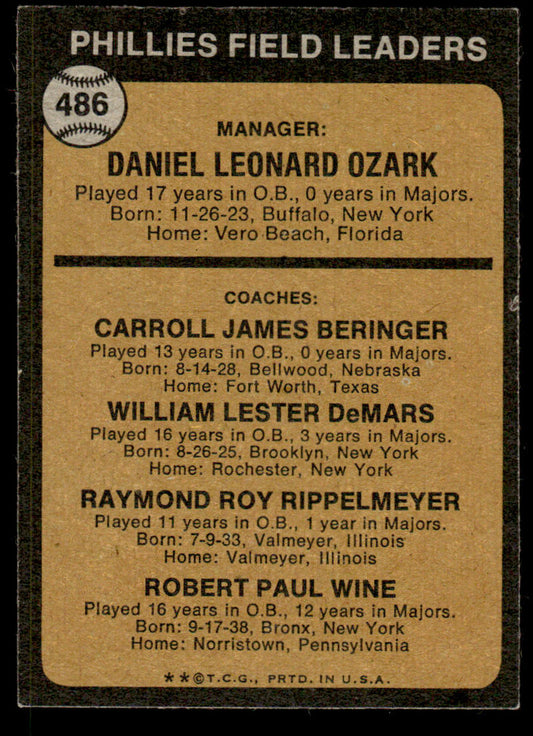 PHILLIES FIELD LEADERS
486
MANAGER:
DANIEL LEONARD OZARK
Played 17 years in O.B., 0 years in Majors.
Born: 11-26-23, Buffalo, New York
Home: Vero Beach, Florida
COACHES:
CARROLL JAMES BERINGER
Played 13 years in O.B., 0 years in Majors.
Born: 8-14-28, Bellwood, Nebraska
Home: Fort Worth, Texas
WILLIAM LESTER DeMARS
Played 16 years in O.B., 3 years in Majors.
Born: 8-26-25, Brooklyn, New York
Home: Rochester, New York
RAYMOND ROY RIPPELMEYER
Played 11 years in O.B., 1 year in Majors.
Born: 7-9-33, Valmeyer, Illinois
Home: Valmeyer, Illinois
ROBERT PAUL WINE
Played 16 years in O.B., 12 years in Majors.
Born: 9-17-38, Bronx, New York
Home: Norristown, Pennsylvania
**©T.C.G., PRTD. IN U.S.A.